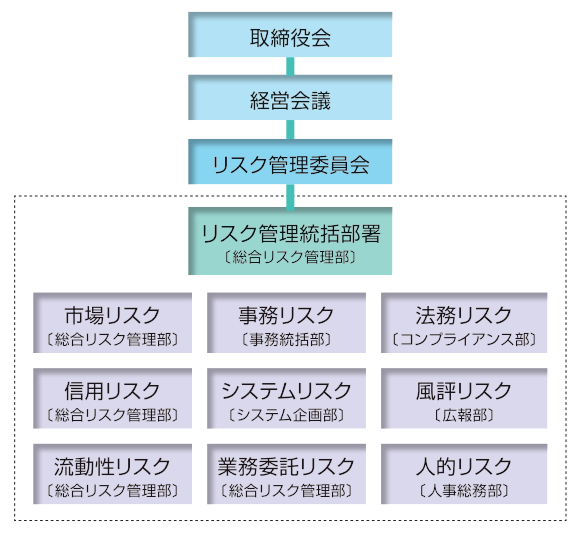 取締役会
経営会議
リスク管理委員会
リスク管理統括部署
〔総合リスク管理部〕
市場リスク
〔総合リスク管理部〕
事務リスク
〔事務統括部〕
法務リスク
〔コンプライアンス部〕
信用リスク
〔総合リスク管理部〕
システムリスク
〔システム企画部〕
風評リスク
〔広報部〕
流動性リスク
〔総合リスク管理部〕
業務委託リスク
〔総合リスク管理部〕
人的リスク
〔人事総務部〕